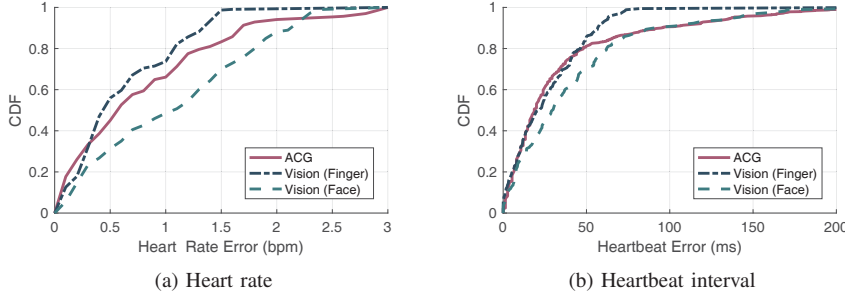 1
0.8
0.6
0.4
0.2
0
CDF
ACG
Vision (Finger)
Vision (Face)
0 0.5 1 1.5 2 2.5 3
Heart Rate Error (bpm)
(a) Heart rate
1
0.8
0.6
0.4
0.2
0
CDF
ACG
Vision (Finger)
Vision (Face)
0 50 100 150 200
Heartbeat Error (ms)
(b) Heartbeat interval